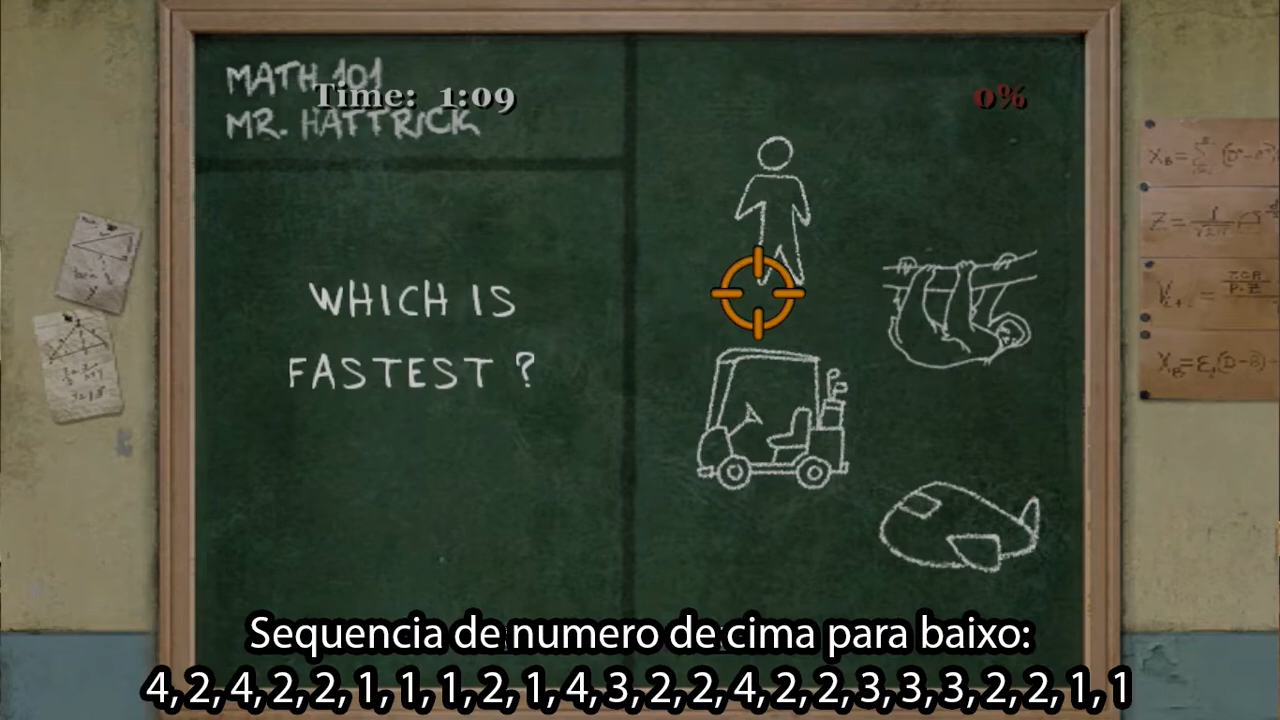 MATH 101
Time: 1:09
0%
MR. HATTRICK
WHICH IS
FASTEST ?
Sequencia de numero de cima para baixo:
4, 2, 4, 2, 2, 1, 1, 1, 2, 1, 4, 3, 2, 2, 4, 2, 2, 3, 3, 3, 2, 2, 1, 1